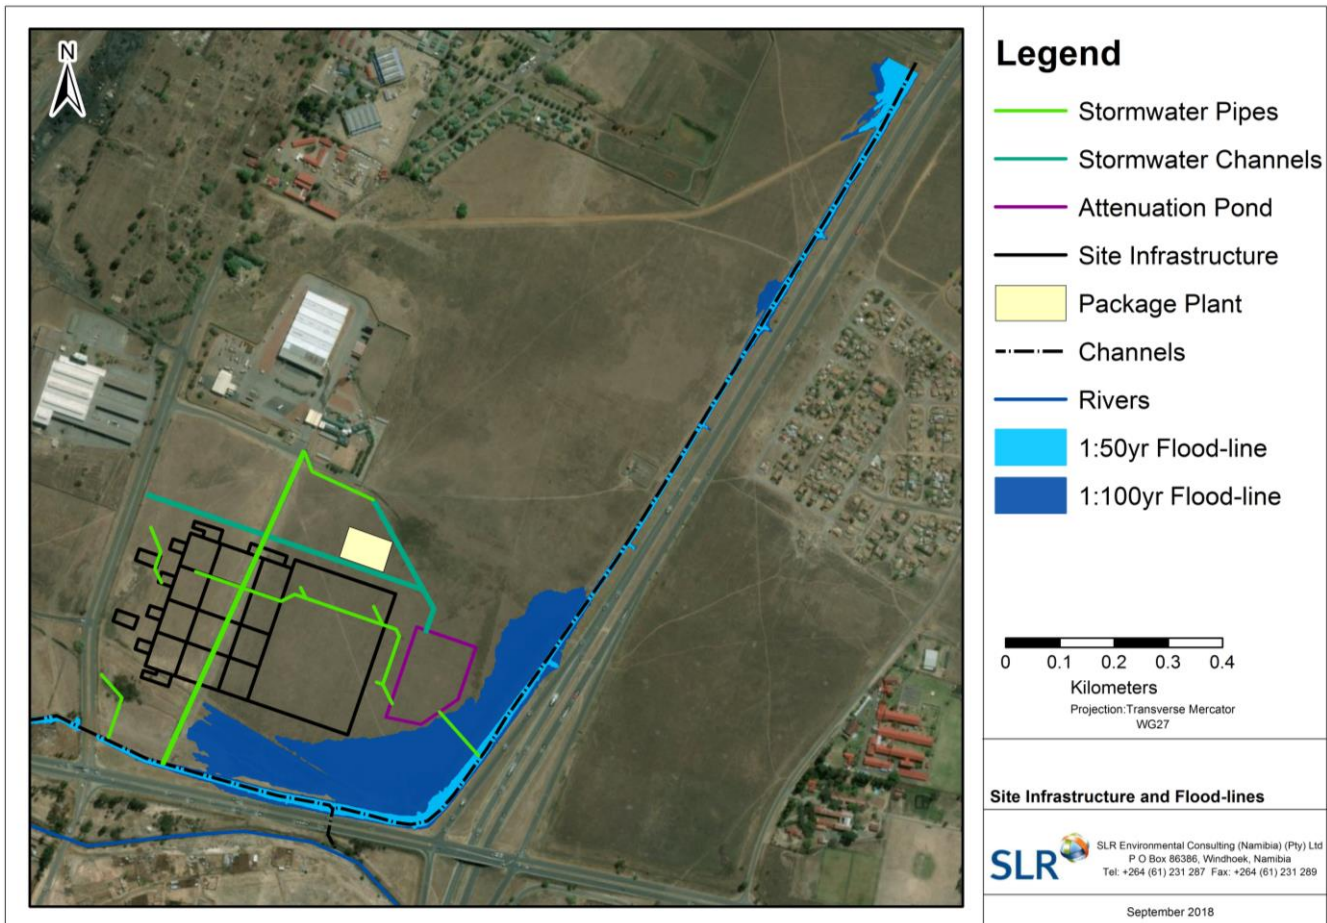 N
Legend
Stormwater Pipes
Stormwater Channels
Attenuation Pond
Site Infrastructure
Package Plant
Channels
Rivers
1:50yr Flood-line
1:100yr Flood-line
0 0.1 0.2 0.3 0.4
Kilometers
Projection:Transverse Mercator
WG27
Site Infrastructure and Flood-lines
SLR
SLR Environmental Consulting (Namibia) (Pty) Ltd
P O Box 86386, Windhoek, Namibia
Tel: +264 (61) 231 287 Fax: +264 (61) 231 289
September 2018